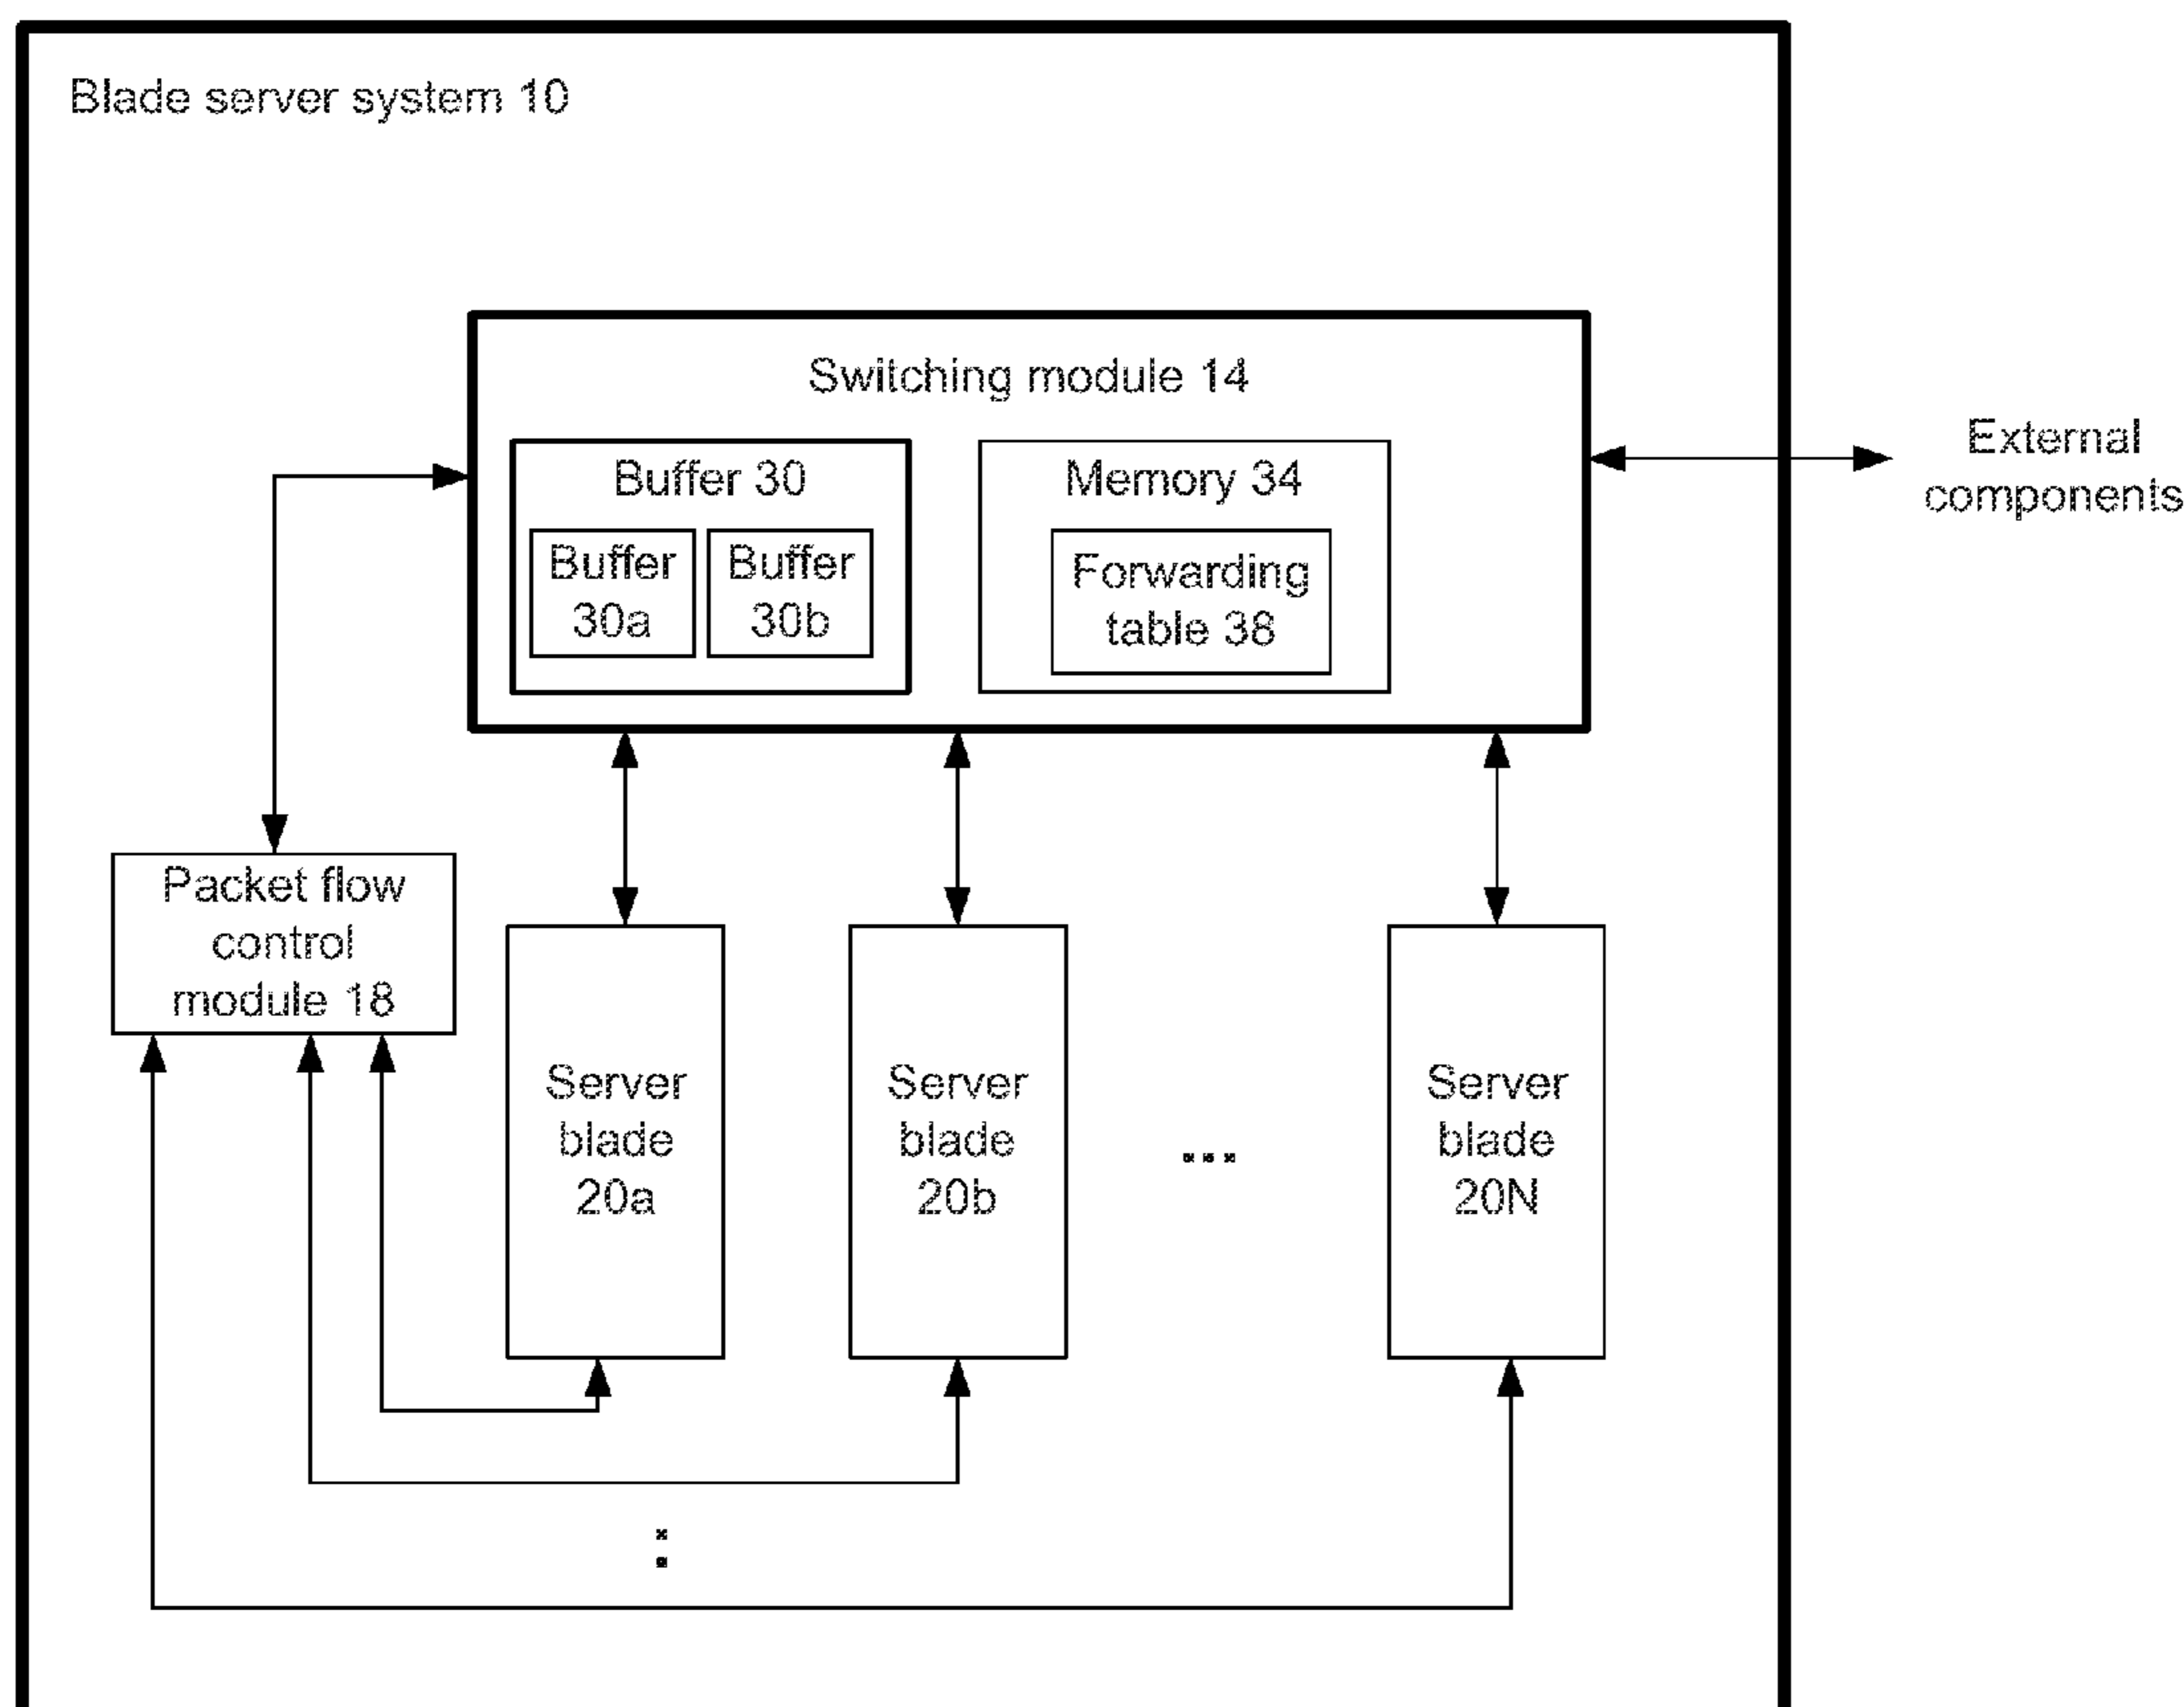 Blade server system 10
Switching module 14
Buffer 30
Buffer
30a
Buffer
30b
Memory 34
Forwarding
table 38
External
components
Packet flow
control
module 18
Server
blade
20a
Server
blade
20b
...
Server
blade
20N